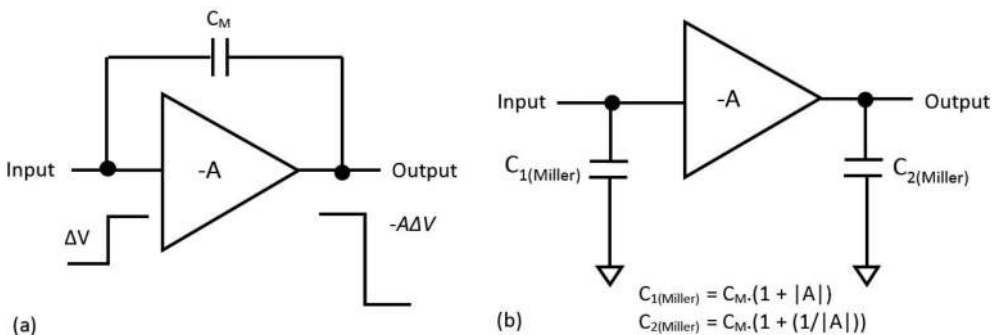 C_M
-A
Input
Output
ΔV
-AΔV
(a)
Input
-A
Output
C_1(Miller)
C_2(Miller)
C_1(Miller) = C_M.(1 + |A|)
C_2(Miller) = C_M.(1 + (1/|A|))
(b)